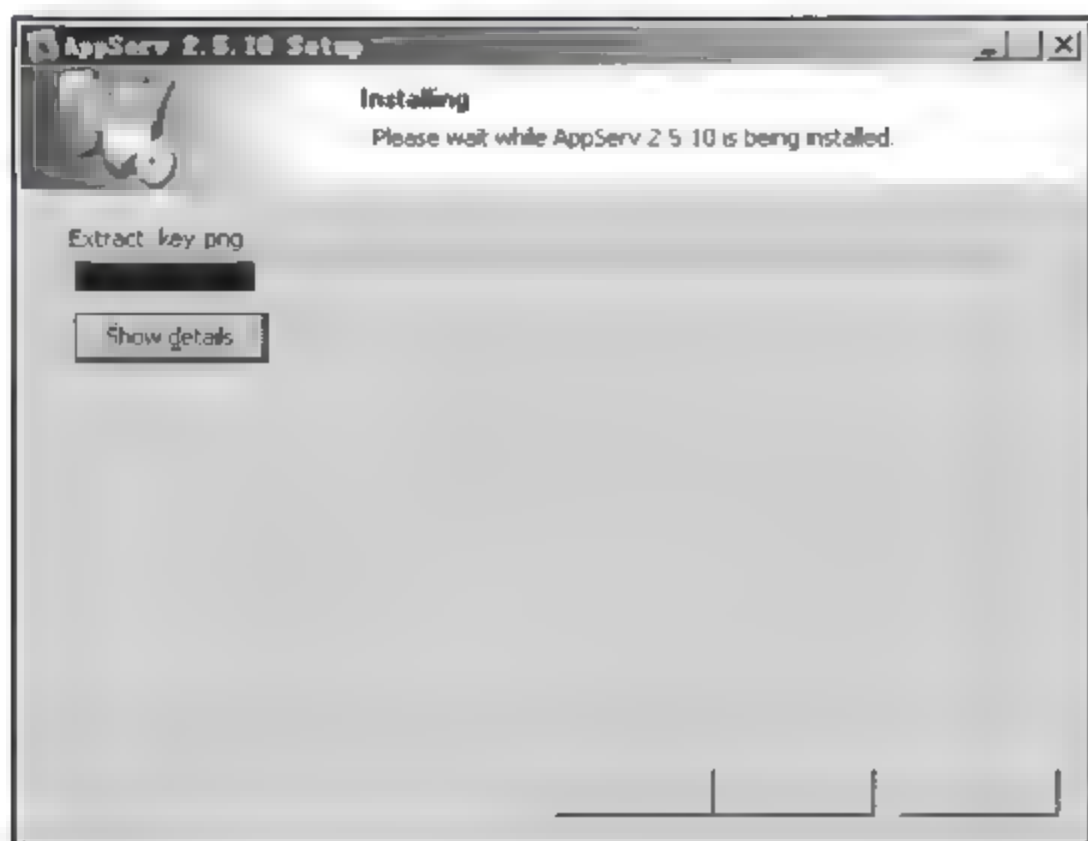 AppServ 2.5.10 Setup
Installing
Please wait while AppServ 2 5 10 is being installed.
Extract key png
Show details